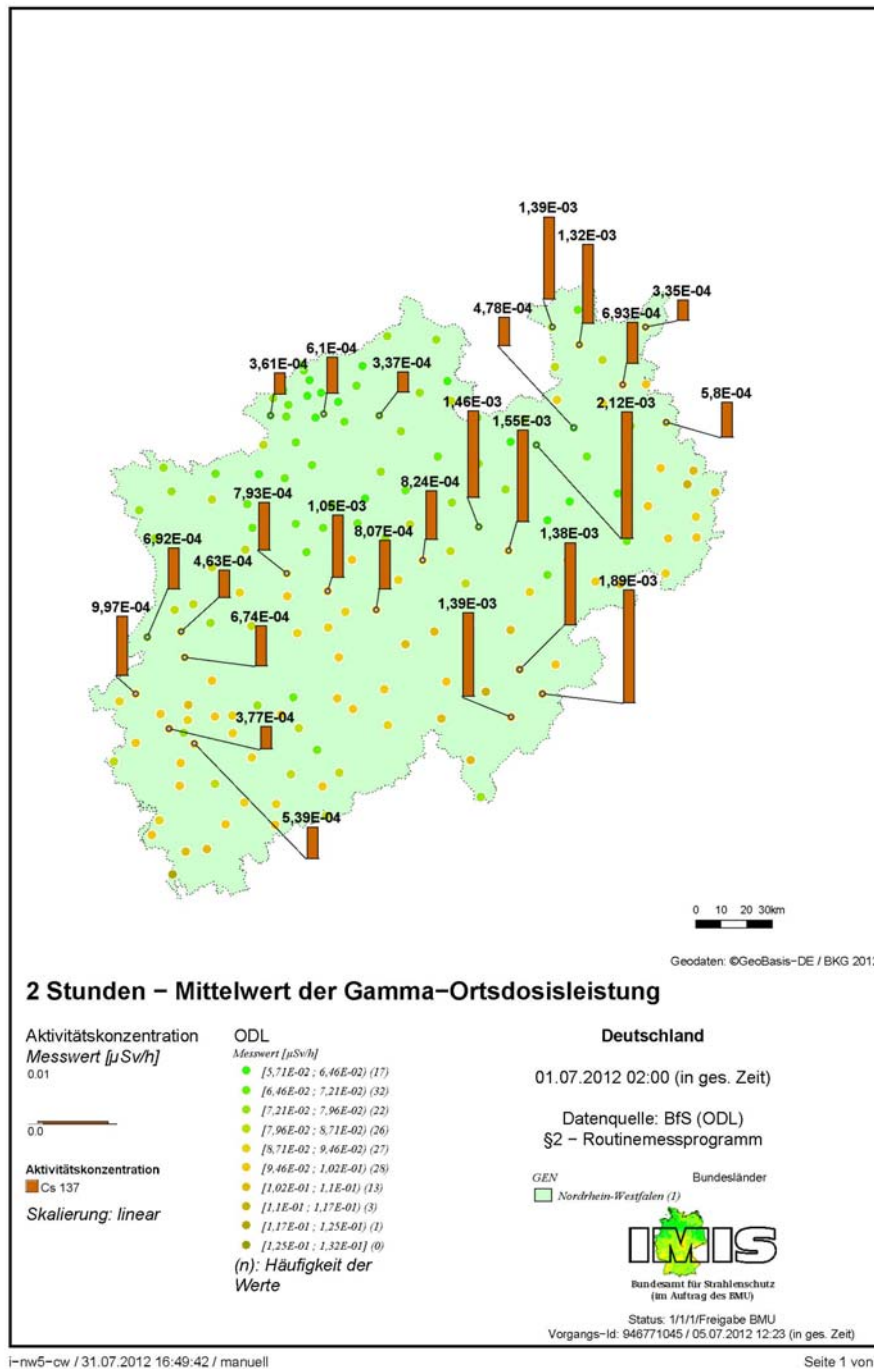 1,39E-03
1,32E-03
3,35E-04
4,78E-04
6,93E-04
6,1E-04
3,61E-04
3,37E-04
5,8E-04
1,46E-03
2,12E-03
1,55E-03
8,24E-04
7,93E-04
1,05E-03
8,07E-04
6,92E-04
1,38E-03
4,63E-04
1,89E-03
9,97E-04
6,74E-04
1,39E-03
3,77E-04
5,39E-04
0 10 20 30km
Geodaten: ©GeoBasis-DE / BKG 2012
2 Stunden – Mittelwert der Gamma-Ortsdosisleistung
Aktivitätskonzentration
Messwert [µSv/h]
0.01
0.0
Aktivitätskonzentration
Cs 137
Skalierung: linear
ODL
Messwert [µSv/h]
[5,71E-02 ; 6,46E-02) (17)
[6,46E-02 ; 7,21E-02) (32)
[7,21E-02 ; 7,96E-02) (22)
[7,96E-02 ; 8,71E-02) (26)
[8,71E-02 ; 9,46E-02) (27)
[9,46E-02 ; 1,02E-01) (28)
[1,02E-01 ; 1,1E-01) (13)
[1,1E-01 ; 1,17E-01) (3)
[1,17E-01 ; 1,25E-01) (1)
[1,25E-01 ; 1,32E-01] (0)
(n): Häufigkeit der
Werte
Deutschland
01.07.2012 02:00 (in ges. Zeit)
Datenquelle: BfS (ODL)
§2 – Routinemessprogramm
GEN Bundesländer
Nordrhein-Westfalen (1)
IMIS
Bundesamt für Strahlenschutz
(im Auftrag des BMU)
Status: 1/1/1/Freigabe BMU
Vorgangs-Id: 946771045 / 05.07.2012 12:23 (in ges. Zeit)
i-nw5-cw / 31.07.2012 16:49:42 / manuell
Seite 1 von